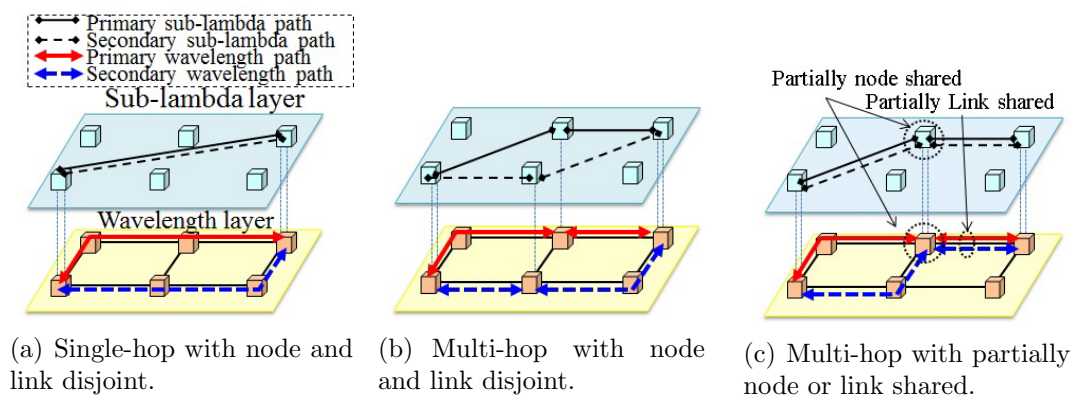 Primary sub-lambda path
Secondary sub-lambda path
Primary wavelength path
Secondary wavelength path
Sub-lambda layer
Wavelength layer
Partially node shared
Partially Link shared
(a) Single-hop with node and
link disjoint.
(b) Multi-hop with node
and link disjoint.
(c) Multi-hop with partially
node or link shared.